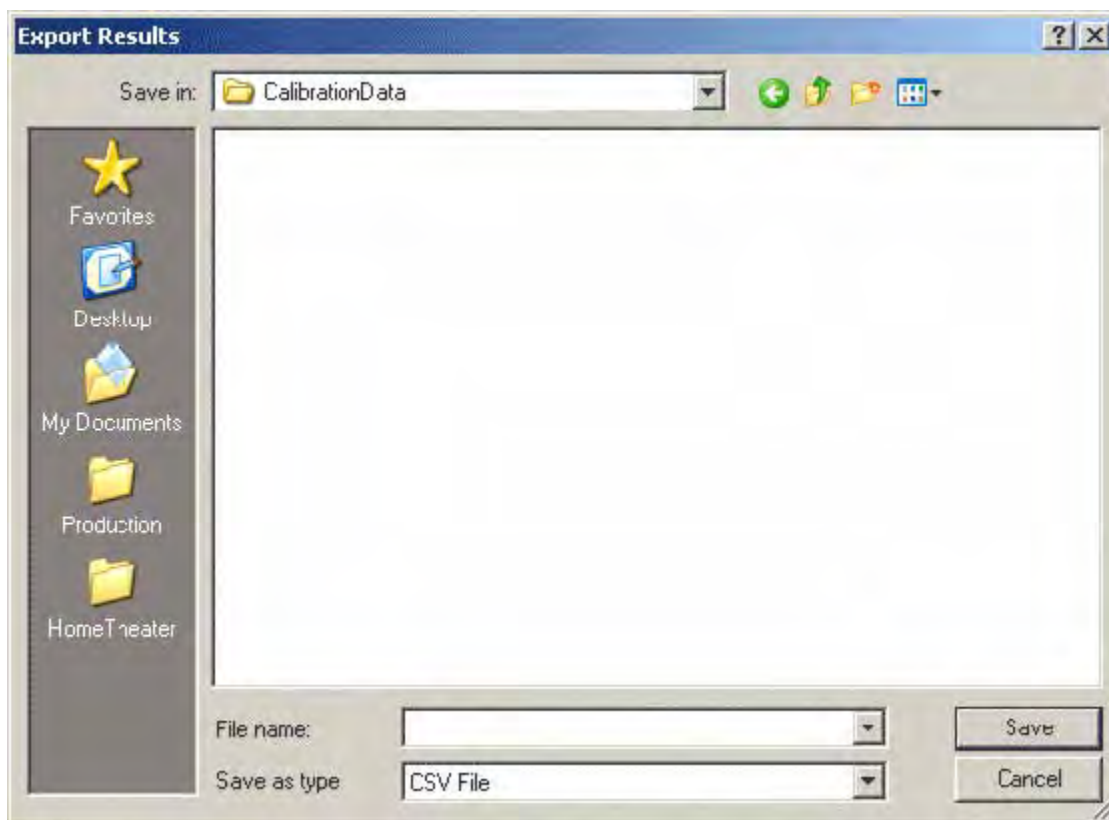 Export Results
Save in: CalibrationData
Favorites
Desktop
My Documents
Production
HomeTheater
File name:
Save
Save as type CSV File
Cancel